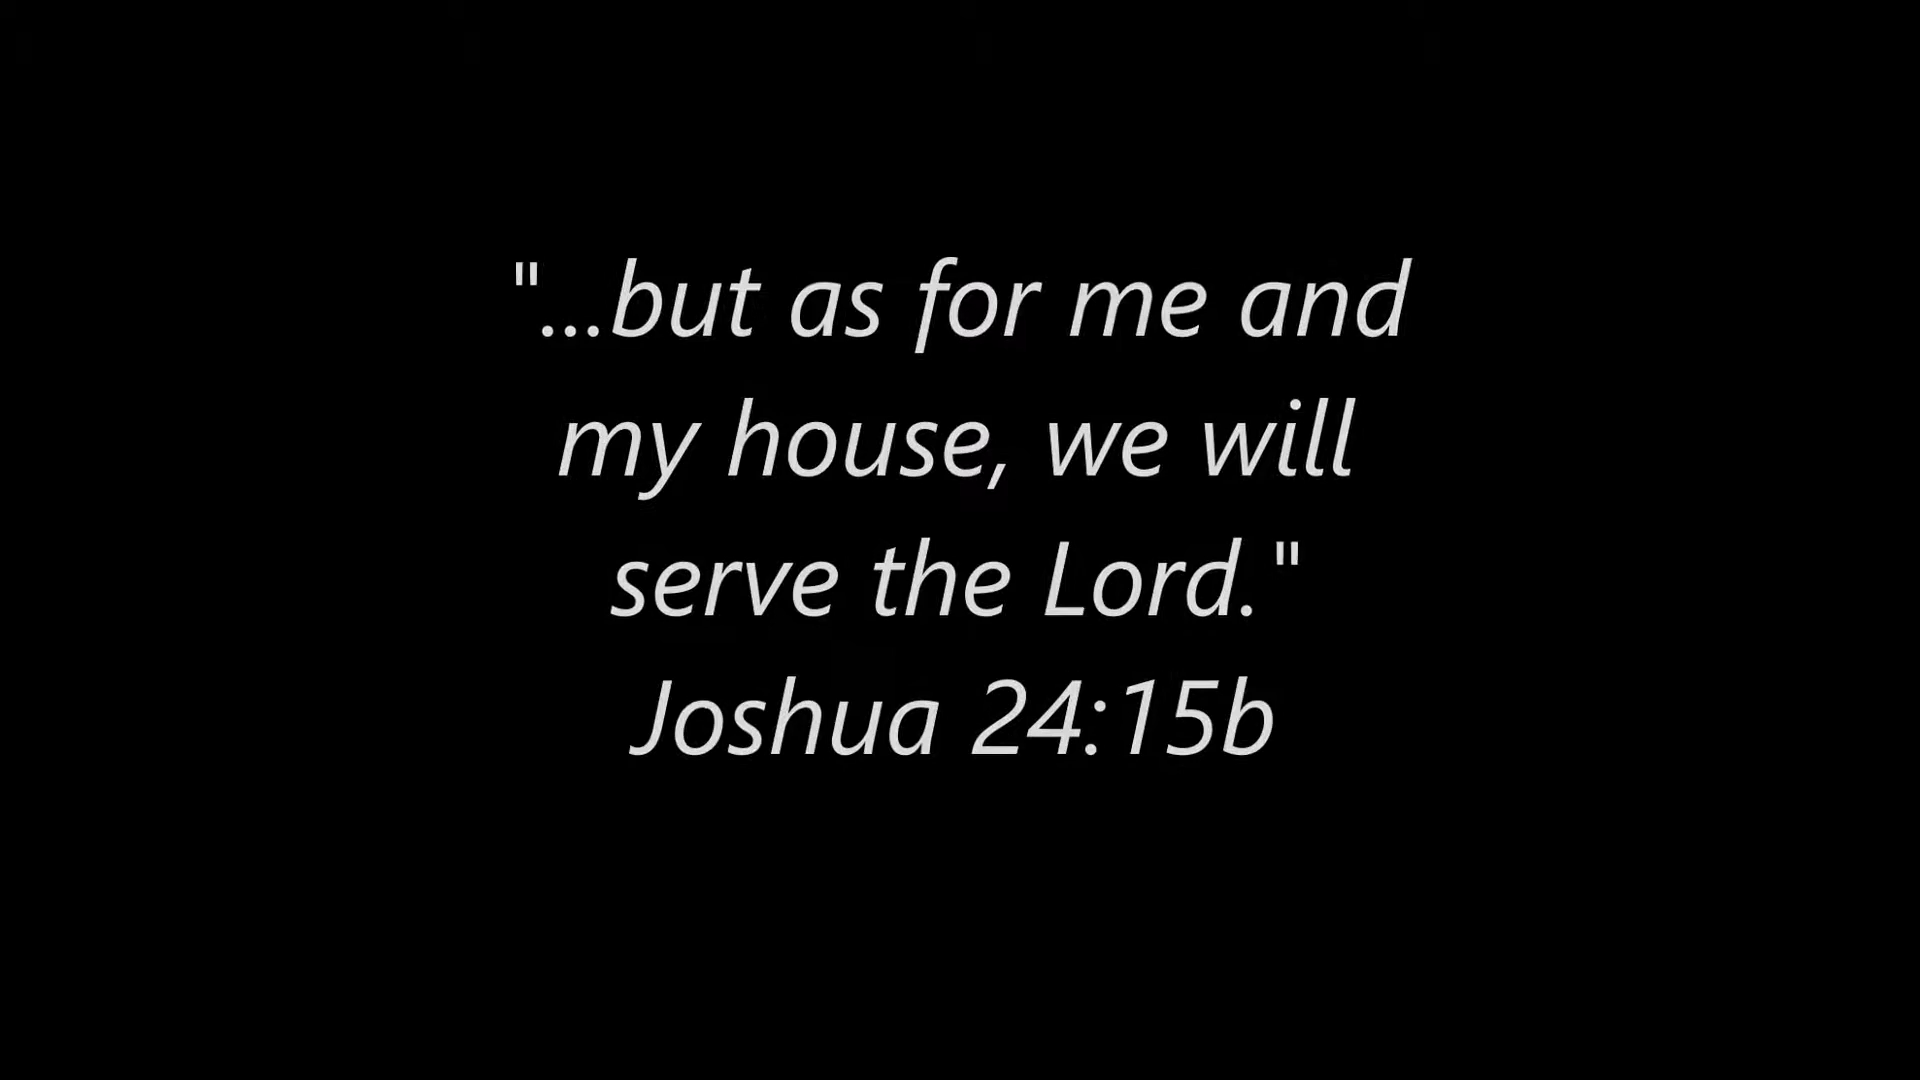 "...but as for me and
my house, we will
serve the Lord."
Joshua 24:15b